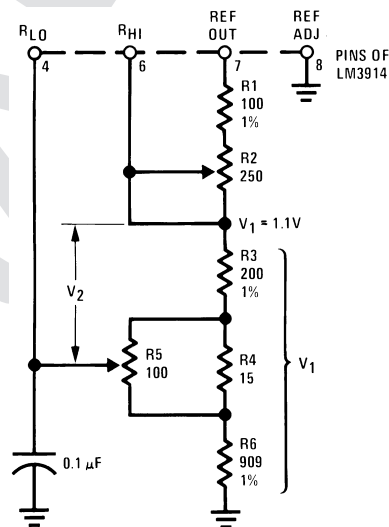 RLO
4
RHI
6
REF
OUT
7
REF
ADJ
8
PINS OF
LM3914
R1
100
1%
R2
250
V1 = 1.1V
R3
200
1%
V2
R5
100
R4
15
V1
R6
909
1%
0.1 μF